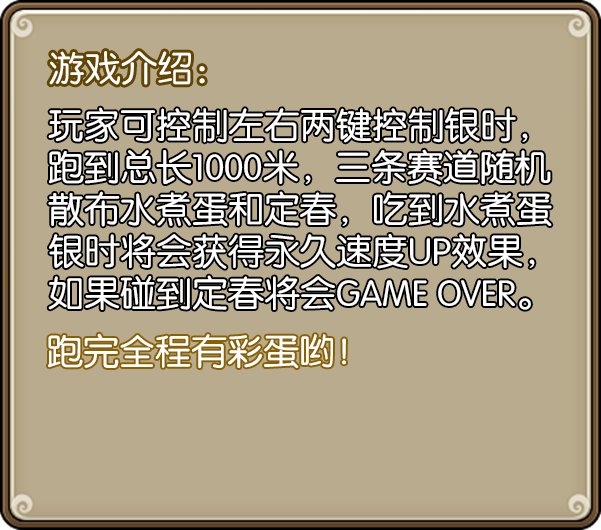 游戏介绍：
玩家可控制左右两键控制银时，
跑到总长1000米，三条赛道随机
散布水煮蛋和定春，吃到水煮蛋
银时将会获得永久速度UP效果，
如果碰到定春将会GAME OVER。
跑完全程有彩蛋哟！